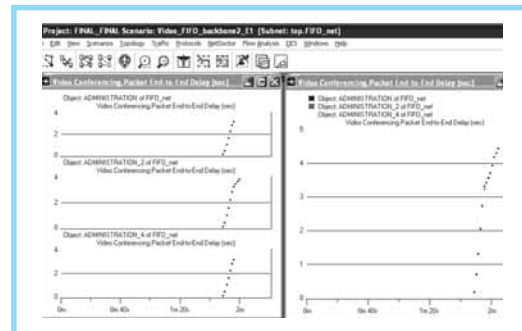 Project: FINAL_FINAL Scenario: Video_FIFO_backbone2_E1 [Subnet: top.FIFO_net]
Edit View Scenarios Topology Traffic Protocols NetDoctor Flow Analysis DES Windows Help
Video Conferencing.Packet End-to-End Delay (sec)
Object: ADMINISTRATION of FIFO_net
Video Conferencing.Packet End-to-End Delay (sec)
4
2
0
Object: ADMINISTRATION_2 of FIFO_net
Video Conferencing.Packet End-to-End Delay (sec)
4
2
0
Object: ADMINISTRATION_4 of FIFO_net
Video Conferencing.Packet End-to-End Delay (sec)
4
2
0
0m 0m 40s 1m 20s 2m
Video Conferencing.Packet End-to-End Delay (sec)
Object: ADMINISTRATION of FIFO_net
Object: ADMINISTRATION_2 of FIFO_net
Object: ADMINISTRATION_4 of FIFO_net
Video Conferencing.Packet End-to-End Delay (sec)
5
4
3
2
1
0
0m 0m 40s 1m 20s 2m